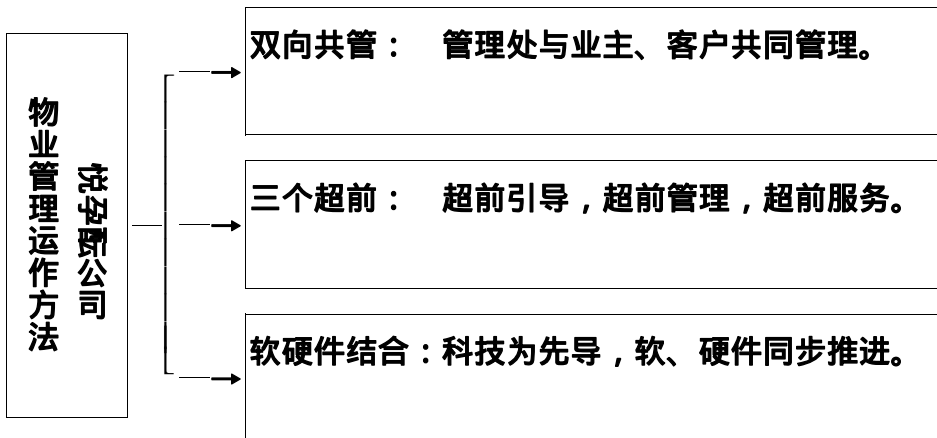 悦孕酝公司
物业管理运作方法
双向共管： 管理处与业主、客户共同管理。
三个超前： 超前引导，超前管理，超前服务。
软硬件结合：科技为先导，软、硬件同步推进。